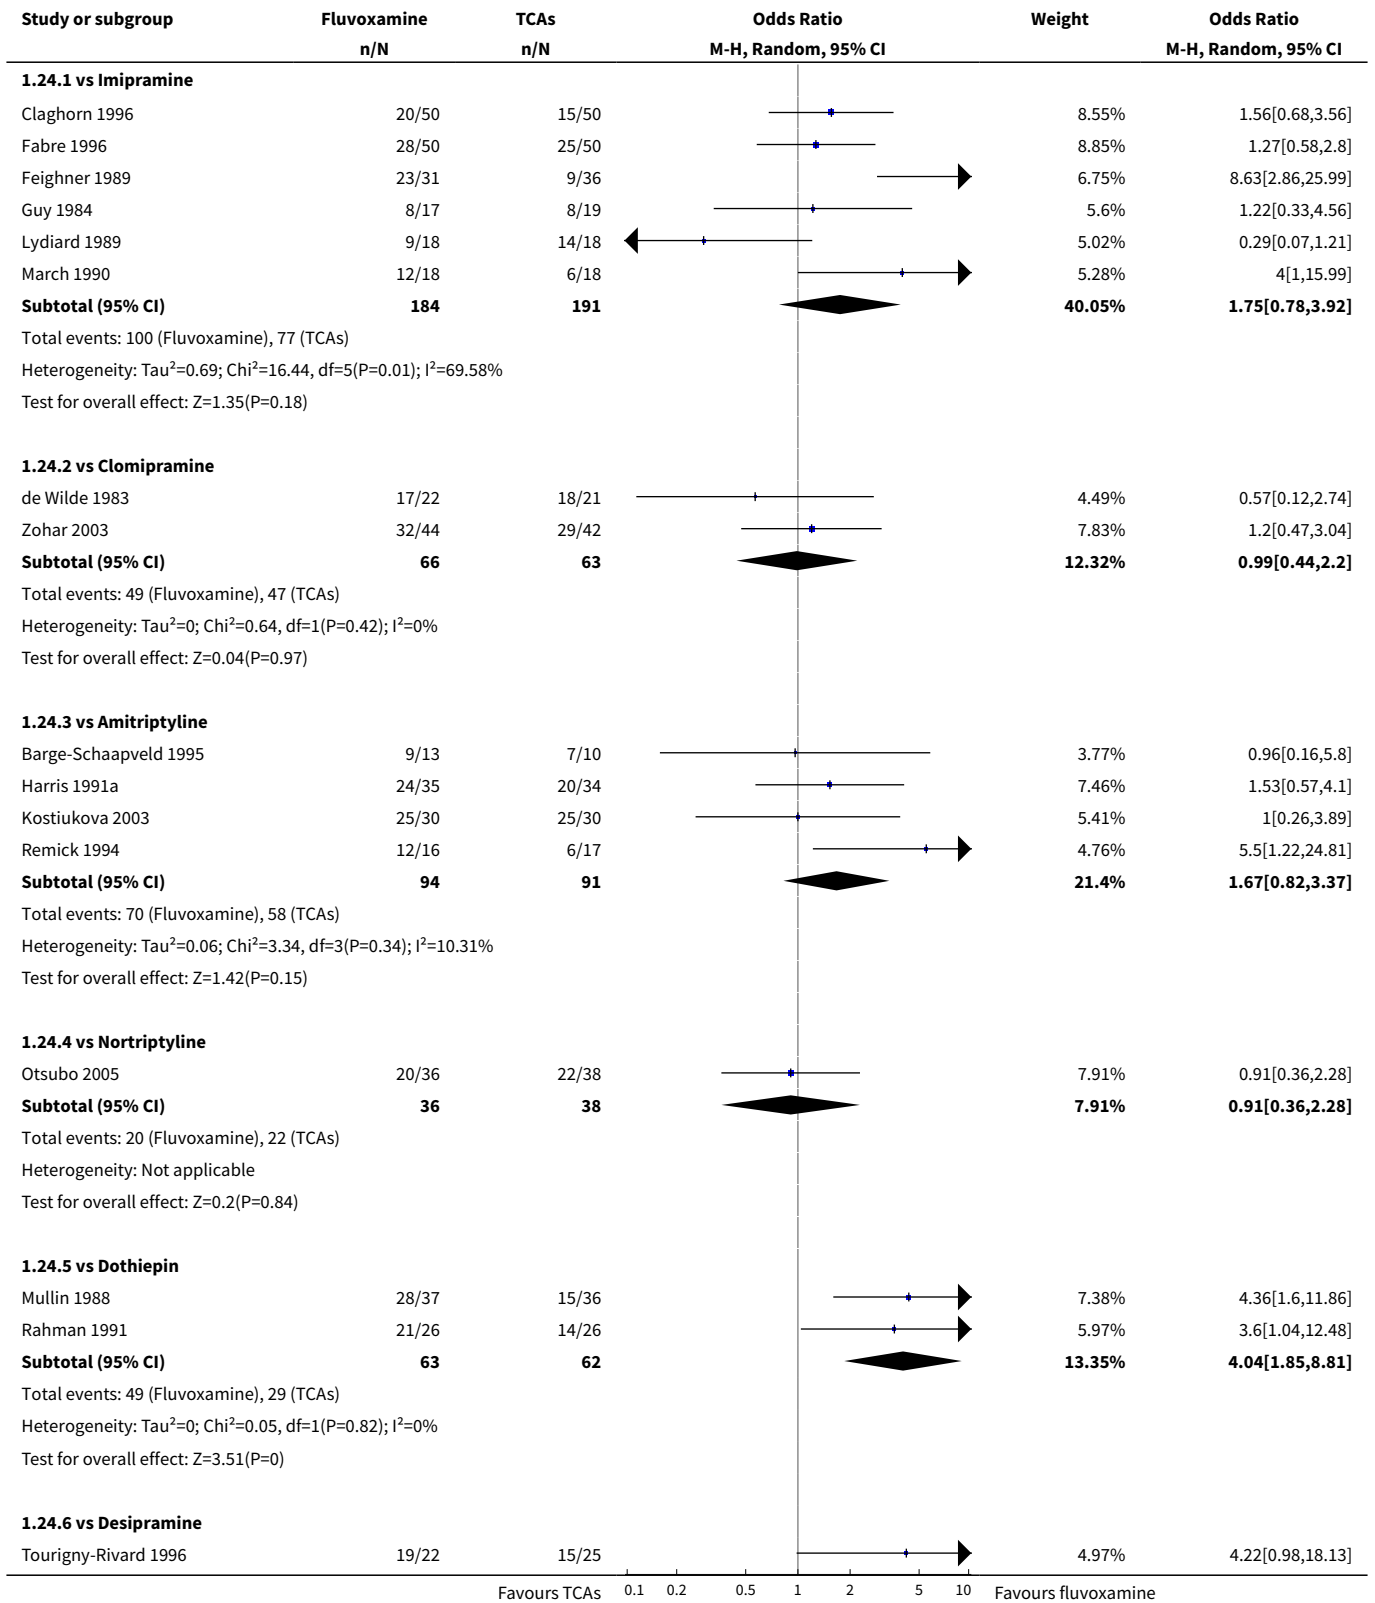 Study or subgroup Fluvoxamine TCAs Odds Ratio Weight Odds Ratio
n/N n/N M-H, Random, 95% CI M-H, Random, 95% CI
1.24.1 vs Imipramine
Claghorn 1996 20/50 15/50 8.55% 1.56[0.68,3.56]
Fabre 1996 28/50 25/50 8.85% 1.27[0.58,2.8]
Feighner 1989 23/31 9/36 6.75% 8.63[2.86,25.99]
Guy 1984 8/17 8/19 5.6% 1.22[0.33,4.56]
Lydiard 1989 9/18 14/18 5.02% 0.29[0.07,1.21]
March 1990 12/18 6/18 5.28% 4[1,15.99]
Subtotal (95% CI) 184 191 40.05% 1.75[0.78,3.92]
Total events: 100 (Fluvoxamine), 77 (TCAs)
Heterogeneity: Tau²=0.69; Chi²=16.44, df=5(P=0.01); I²=69.58%
Test for overall effect: Z=1.35(P=0.18)
1.24.2 vs Clomipramine
de Wilde 1983 17/22 18/21 4.49% 0.57[0.12,2.74]
Zohar 2003 32/44 29/42 7.83% 1.2[0.47,3.04]
Subtotal (95% CI) 66 63 12.32% 0.99[0.44,2.2]
Total events: 49 (Fluvoxamine), 47 (TCAs)
Heterogeneity: Tau²=0; Chi²=0.64, df=1(P=0.42); I²=0%
Test for overall effect: Z=0.04(P=0.97)
1.24.3 vs Amitriptyline
Barge-Schaapveld 1995 9/13 7/10 3.77% 0.96[0.16,5.8]
Harris 1991a 24/35 20/34 7.46% 1.53[0.57,4.1]
Kostiukova 2003 25/30 25/30 5.41% 1[0.26,3.89]
Remick 1994 12/16 6/17 4.76% 5.5[1.22,24.81]
Subtotal (95% CI) 94 91 21.4% 1.67[0.82,3.37]
Total events: 70 (Fluvoxamine), 58 (TCAs)
Heterogeneity: Tau²=0.06; Chi²=3.34, df=3(P=0.34); I²=10.31%
Test for overall effect: Z=1.42(P=0.15)
1.24.4 vs Nortriptyline
Otsubo 2005 20/36 22/38 7.91% 0.91[0.36,2.28]
Subtotal (95% CI) 36 38 7.91% 0.91[0.36,2.28]
Total events: 20 (Fluvoxamine), 22 (TCAs)
Heterogeneity: Not applicable
Test for overall effect: Z=0.2(P=0.84)
1.24.5 vs Dothiepin
Mullin 1988 28/37 15/36 7.38% 4.36[1.6,11.86]
Rahman 1991 21/26 14/26 5.97% 3.6[1.04,12.48]
Subtotal (95% CI) 63 62 13.35% 4.04[1.85,8.81]
Total events: 49 (Fluvoxamine), 29 (TCAs)
Heterogeneity: Tau²=0; Chi²=0.05, df=1(P=0.82); I²=0%
Test for overall effect: Z=3.51(P=0)
1.24.6 vs Desipramine
Tourigny-Rivard 1996 19/22 15/25 4.97% 4.22[0.98,18.13]
Favours TCAs 0.1 0.2 0.5 1 2 5 10 Favours fluvoxamine